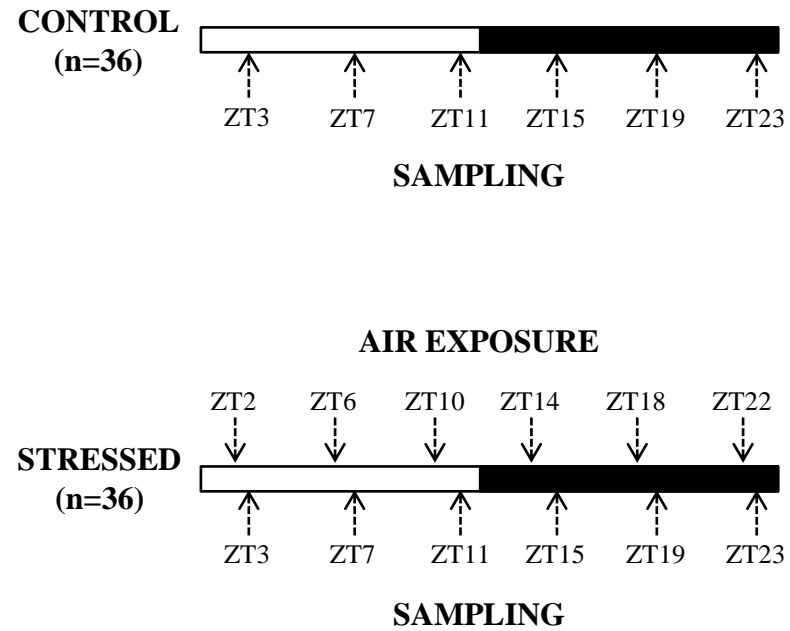 CONTROL
(n=36)
ZT3 ZT7 ZT11 ZT15 ZT19 ZT23
SAMPLING
AIR EXPOSURE
ZT2 ZT6 ZT10 ZT14 ZT18 ZT22
STRESSED
(n=36)
ZT3 ZT7 ZT11 ZT15 ZT19 ZT23
SAMPLING